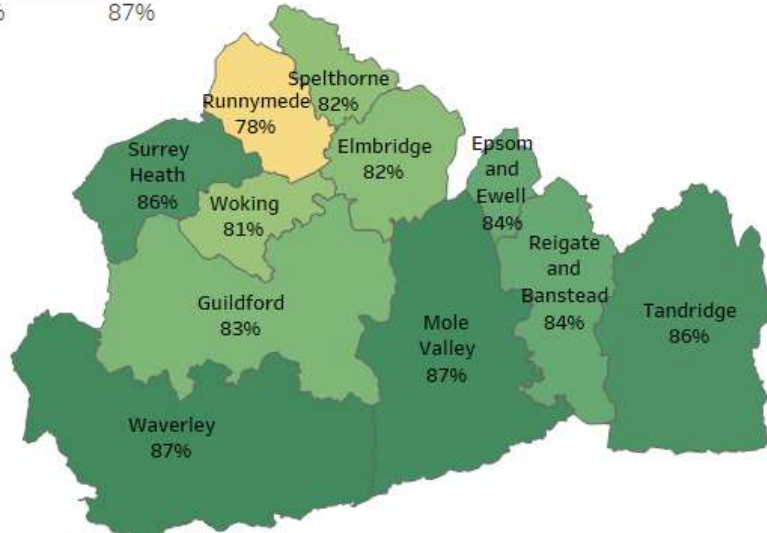 %
87%
Spelthorne
82%
Runnymede
78%
Elmbridge
82%
Epsom
and
Ewell
84%
Surrey
Heath
86%
Woking
81%
Reigate
and
Banstead
84%
Guildford
83%
Mole
Valley
87%
Tandridge
86%
Waverley
87%